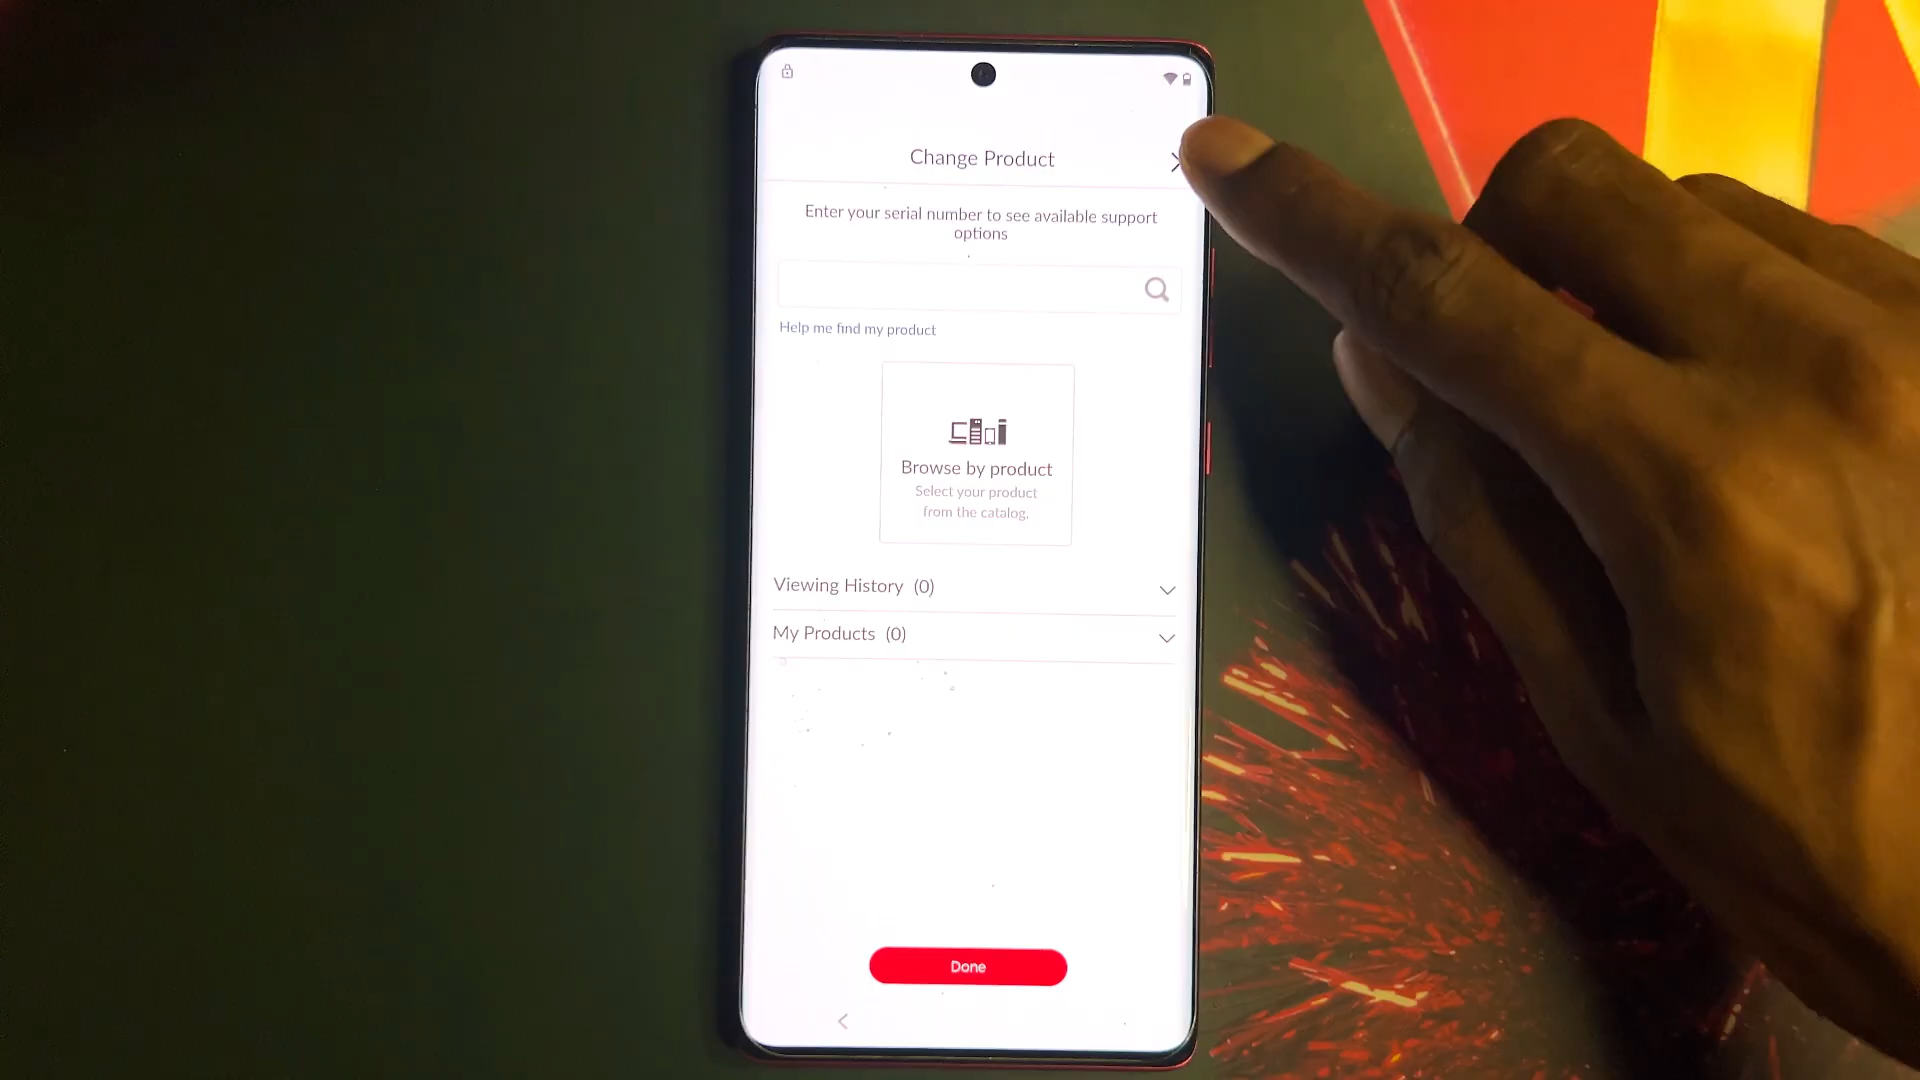 Change Product
Enter your serial number to see available support
options
Help me find my product
Browse by product
Select your product
from the catalog.
Viewing History (0)
My Products (0)
Done